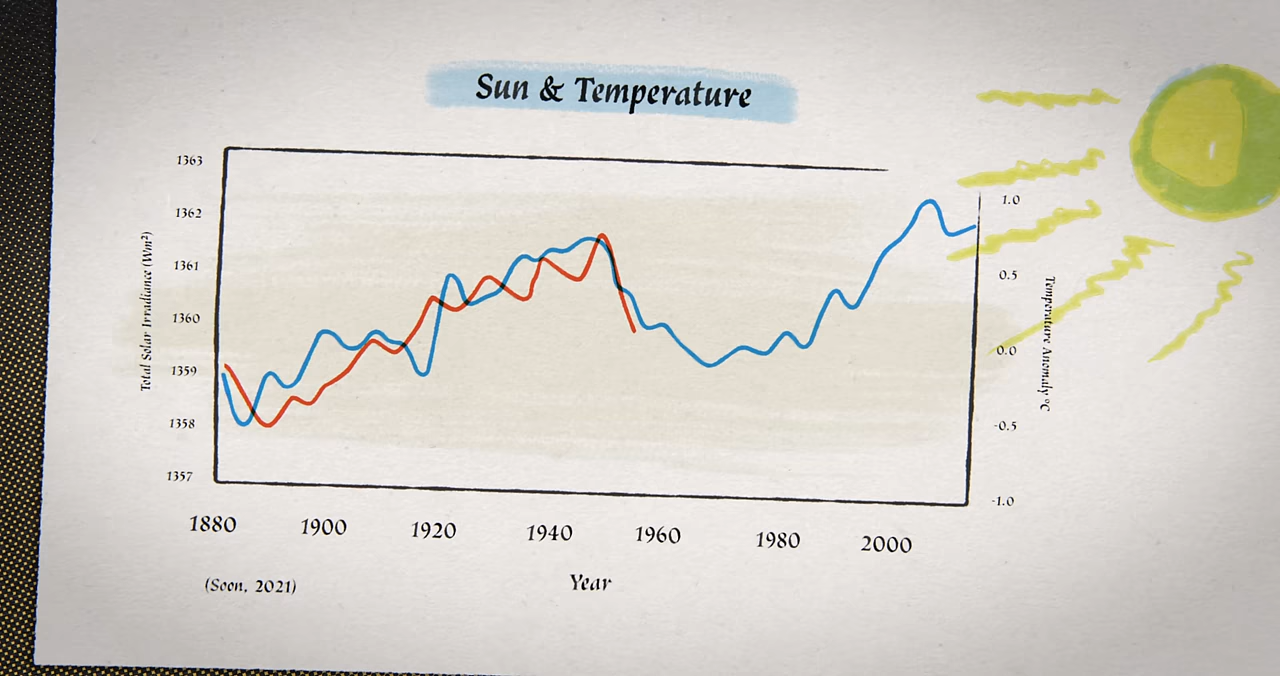 Sun & Temperature
1363
1362
1361
1360
1359
1358
1357
Total Solar Irradiance (Wm²)
1.0
0.5
0.0
-0.5
-1.0
Temperature Anomaly °C
1880 1900 1920 1940 1960 1980 2000
(Soon, 2021)
Year